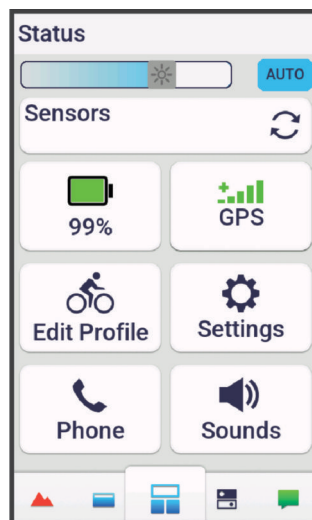 Status
AUTO
Sensors
99%
GPS
Edit Profile
Settings
Phone
Sounds